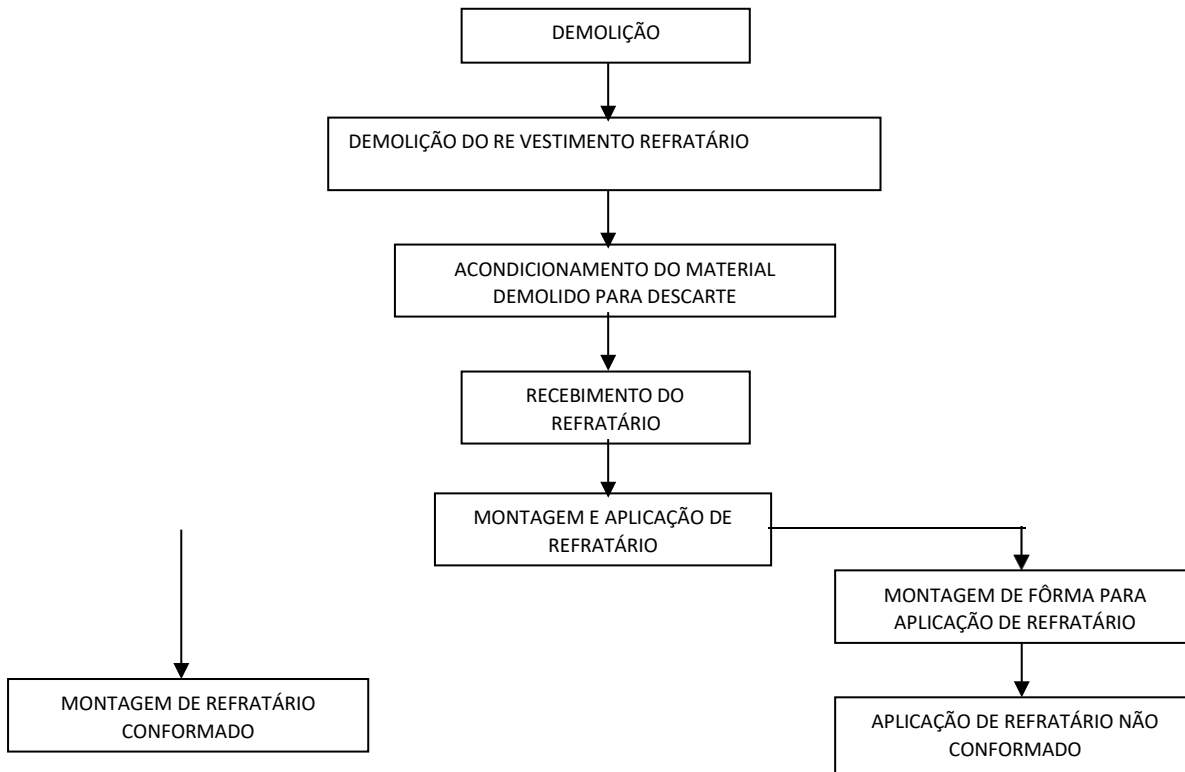 DEMOLIÇÃO
DEMOLIÇÃO DO RE VESTIMENTO REFRATÁRIO
ACONDICIONAMENTO DO MATERIAL
DEMOLIDO PARA DESCARTE
RECEBIMENTO DO
REFRATÁRIO
MONTAGEM E APLICAÇÃO DE
REFRATÁRIO
MONTAGEM DE FÔRMA PARA
APLICAÇÃO DE REFRATÁRIO
MONTAGEM DE REFRATÁRIO
CONFORMADO
APLICAÇÃO DE REFRATÁRIO NÃO
CONFORMADO